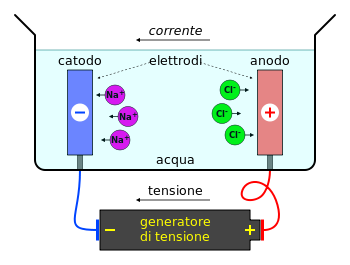 corrente
catodo elettrodi anodo
− Na⁺ Cl⁻ +
Na⁺ Cl⁻
Na⁺ Cl⁻
acqua
tensione
− generatore +
di tensione